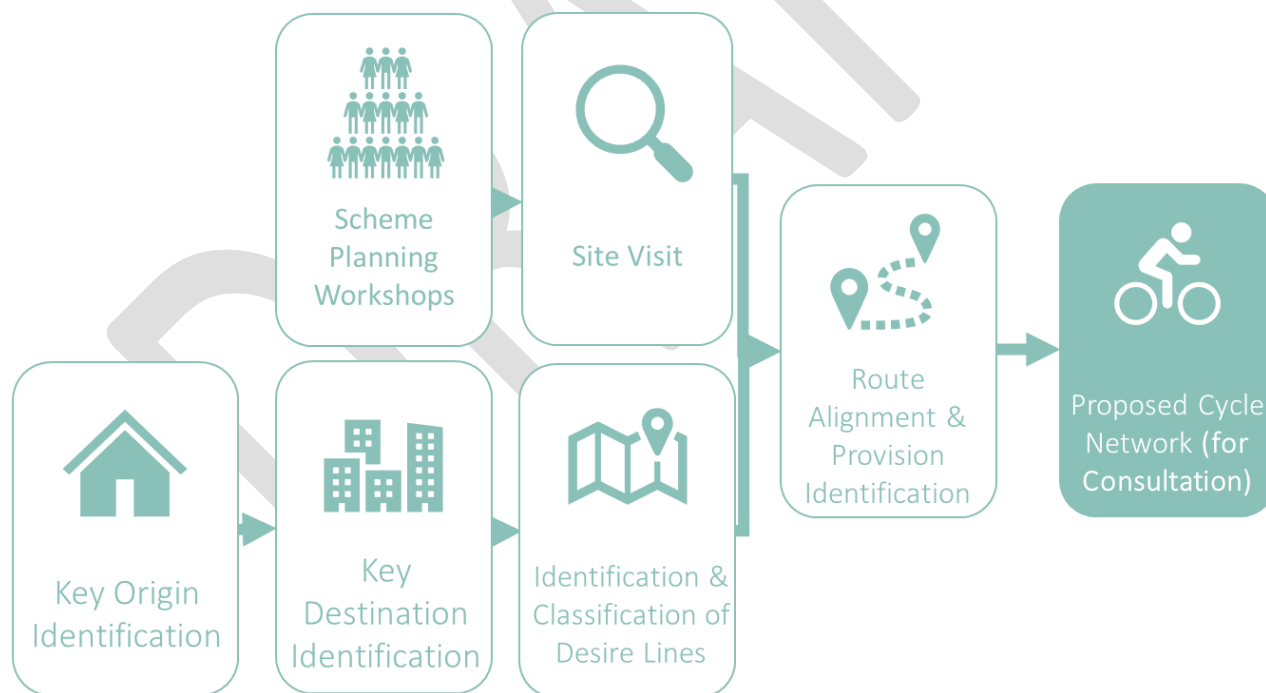 Scheme
Planning
Workshops
Site Visit
Key Origin
Identification
Key
Destination
Identification
Identification &
Classification of
Desire Lines
Route
Alignment &
Provision
Identification
Proposed Cycle
Network (for
Consultation)